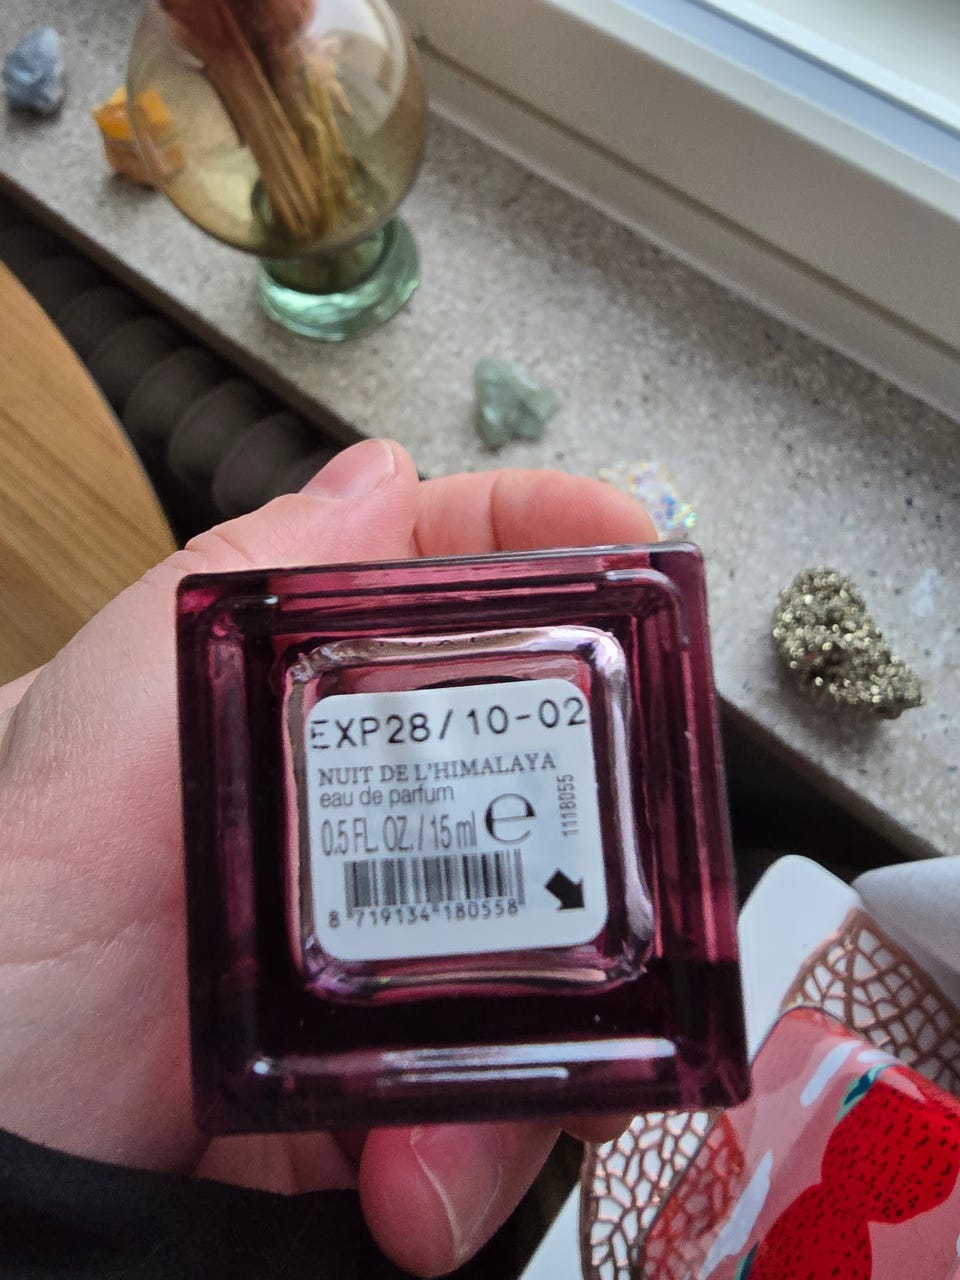 EXP28/10-02
NUIT DE L'HIMALAYA
eau de parfum
0.5 FL. OZ. / 15 ml e
1118055
8 719134 180558